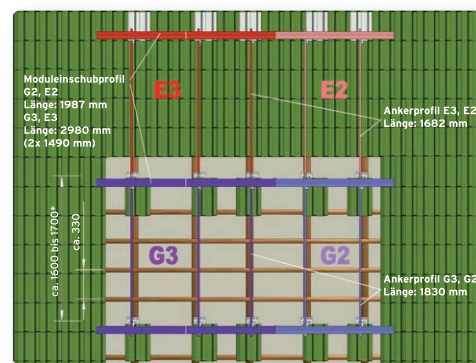 E3
E2
Moduleinschubprofil
G2, E2
Länge: 1987 mm
G3, E3
Länge: 2980 mm
(2x 1490 mm)
Ankerprofil E3, E2
Länge: 1682 mm
ca. 1600 bis 1700*
ca. 330
G3
G2
Ankerprofil G3, G2
Länge: 1830 mm